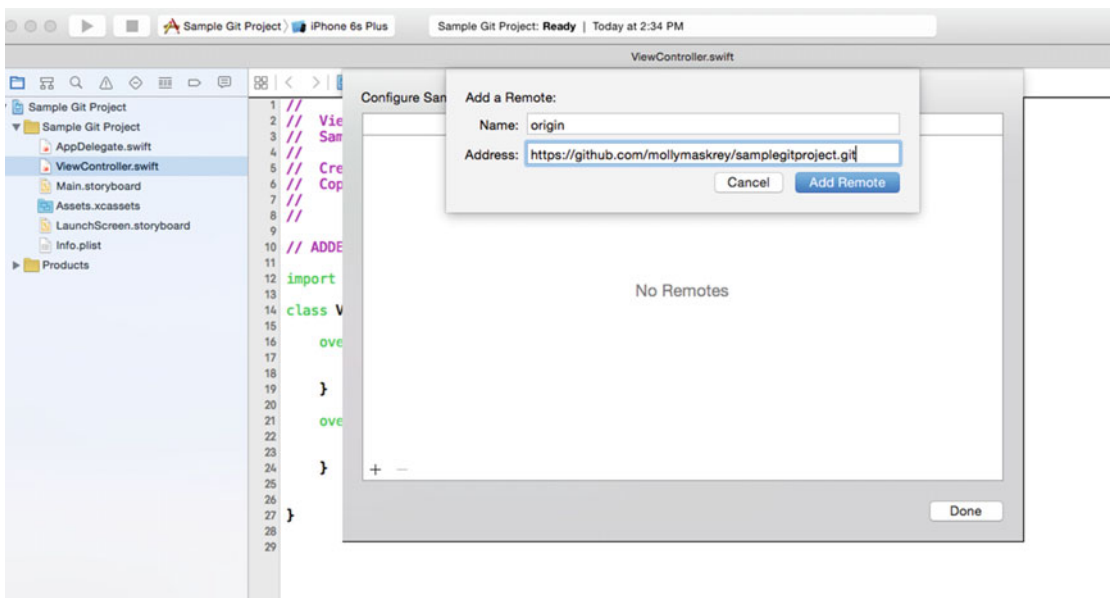 Sample Git Project
iPhone 6s Plus
Sample Git Project: Ready | Today at 2:34 PM
ViewController.swift
Sample Git Project
Sample Git Project
AppDelegate.swift
ViewController.swift
Main.storyboard
Assets.xcassets
LaunchScreen.storyboard
Info.plist
Products
Configure San
Add a Remote:
Name: origin
Address: https://github.com/mollymaskrey/samplegitproject.git
Cancel
Add Remote
No Remotes
+ −
Done
1 //
2 // Vie
3 // Sam
4 //
5 // Cre
6 // Cop
7 //
8 //
9
10 // ADDE
11
12 import
13
14 class V
15
16 ove
17
18
19 }
20
21 ove
22
23
24 }
25
26
27 }
28
29